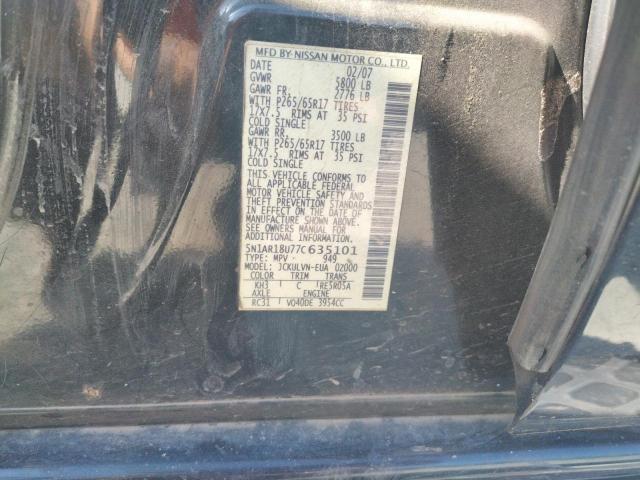 MFD BY NISSAN MOTOR CO., LTD.
DATE 02/07
GVWR 5800 LB
GAWR FR. 2776 LB
WITH P265/65R17 TIRES
17X7.5 RIMS AT 35 PSI
COLD SINGLE
GAWR RR. 3500 LB
WITH P265/65R17 TIRES
17X7.5 RIMS AT 35 PSI
COLD SINGLE
THIS VEHICLE CONFORMS TO
ALL APPLICABLE FEDERAL
MOTOR VEHICLE SAFETY AND
THEFT PREVENTION STANDARDS
IN EFFECT ON THE DATE OF
MANUFACTURE SHOWN ABOVE.
SEE OWNERS MANUAL FOR
ADDITIONAL INFORMATION.
5N1AR18U77C635101
TYPE: MPV 949
MODEL: JCKULVN-EUA 02000
COLOR TRIM TRANS
KH3 C RE5R05A
AXLE ENGINE
RC31 VQ40DE 3954CC